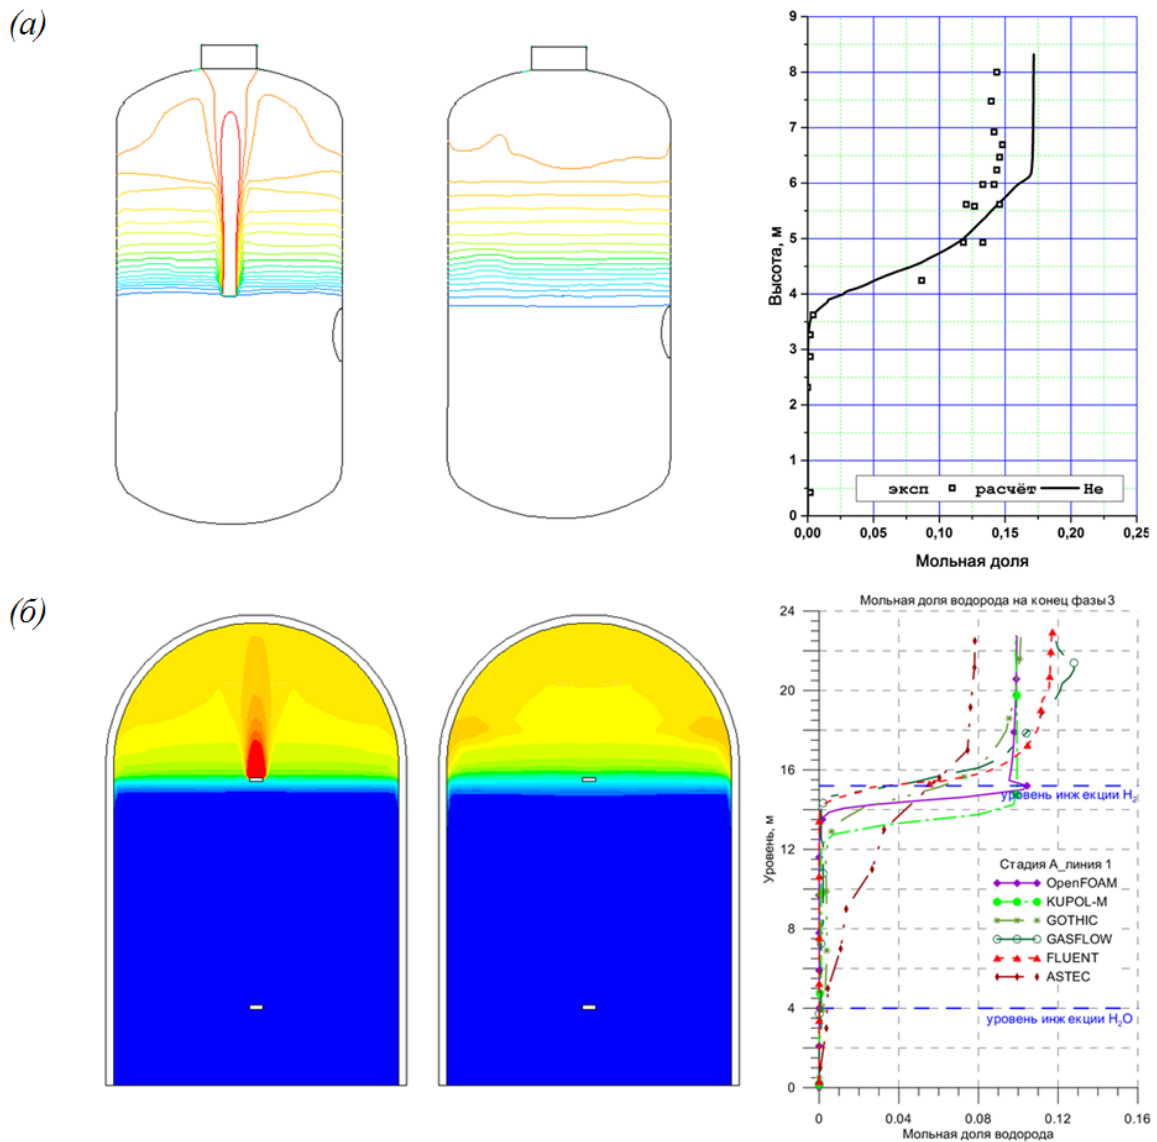 (а)
9
8
7
6
5
4
3
2
1
0
Высота, м
эксп расчёт Не
0,00 0,05 0,10 0,15 0,20 0,25
Мольная доля
(б)
Мольная доля водорода на конец фазы 3
24
20
16
12
8
4
0
Уровень, м
уровень инжекции H2
Стадия А_линия 1
OpenFOAM
KUPOL-M
GOTHIC
GASFLOW
FLUENT
ASTEC
уровень инжекции H2O
0 0.04 0.08 0.12 0.16
Мольная доля водорода